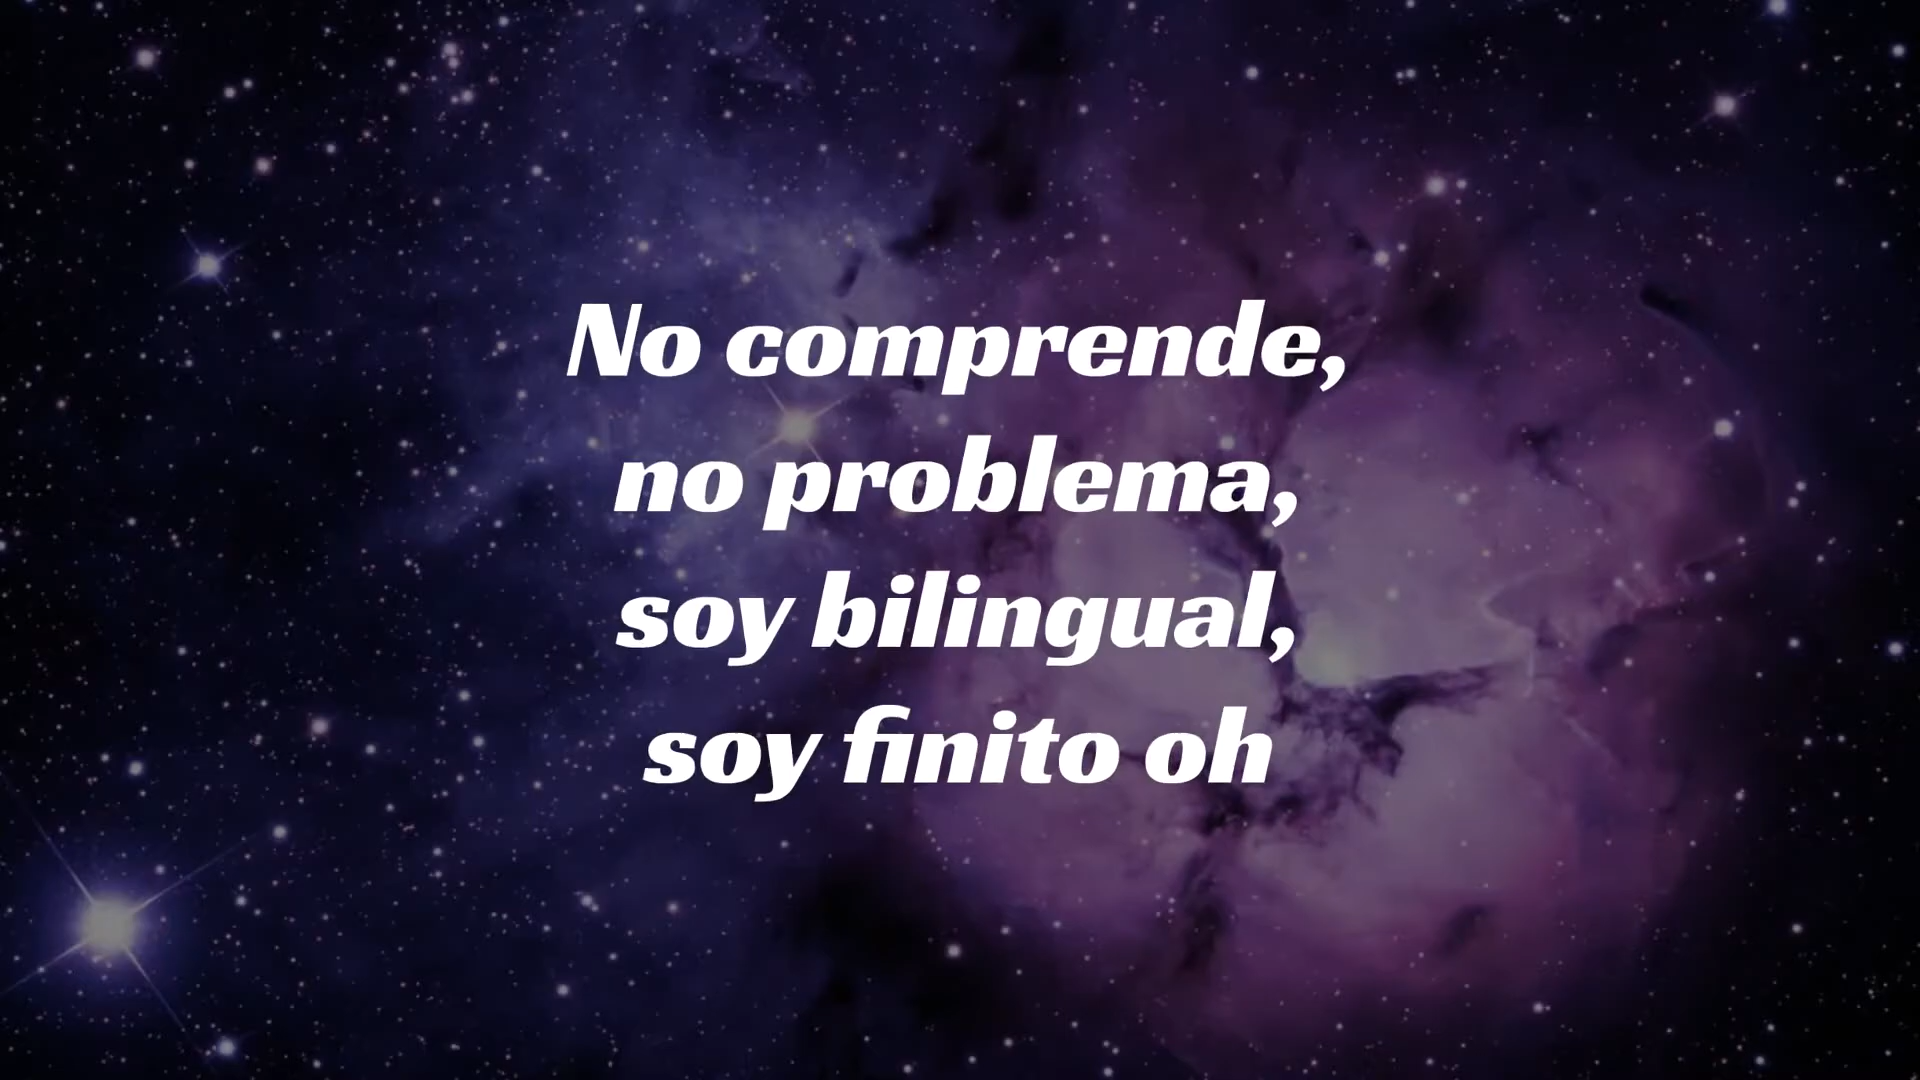 No comprende,
no problema,
soy bilingual,
soy finito oh